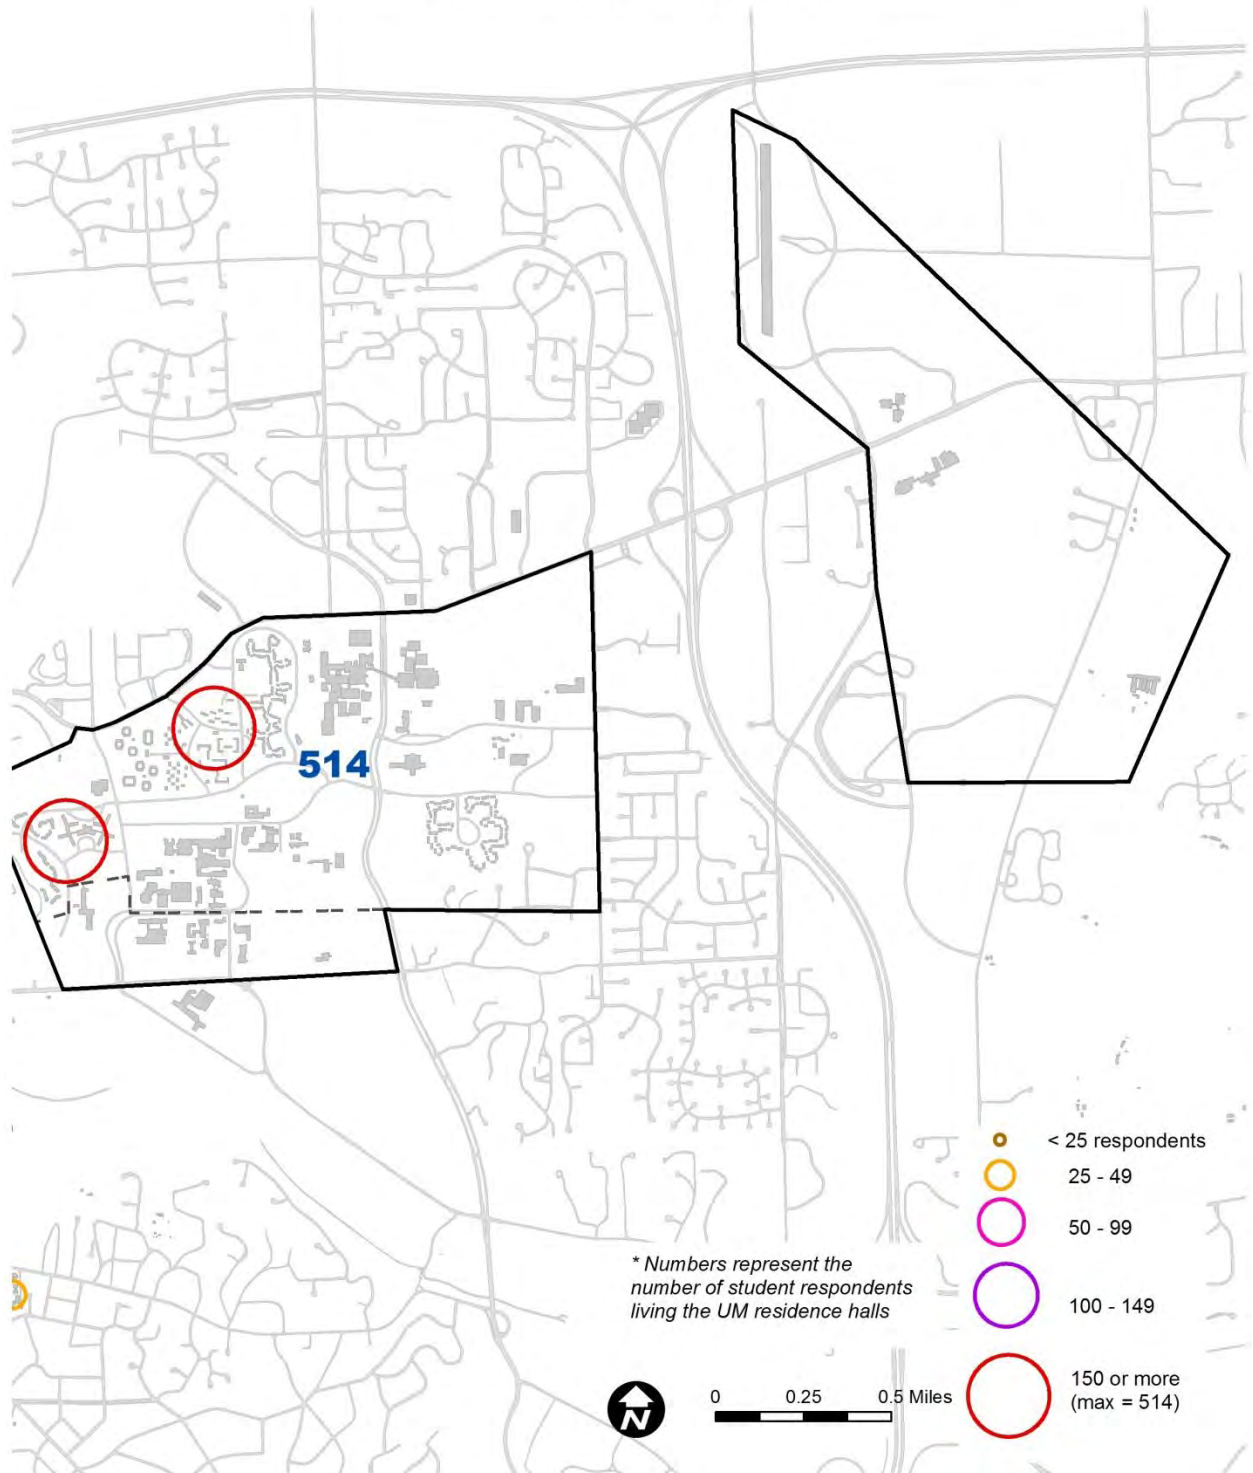 514
< 25 respondents
25 - 49
50 - 99
100 - 149
150 or more
(max = 514)
* Numbers represent the
number of student respondents
living the UM residence halls
N
0 0.25 0.5 Miles